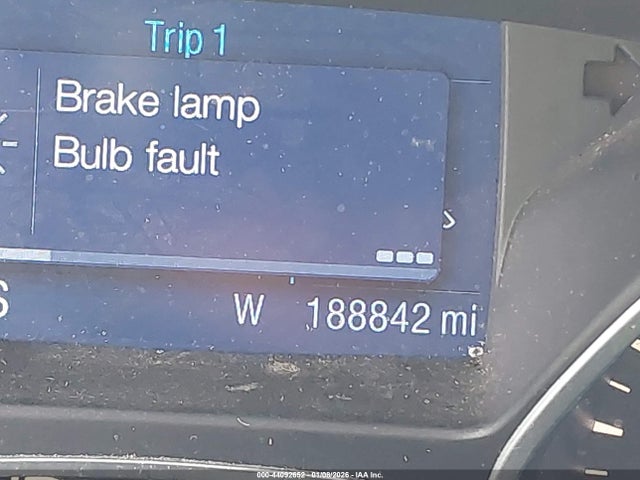 Trip 1
Brake lamp
Bulb fault
S
W 188842 mi
000-44092652 - 01/08/2026 - IAA Inc.